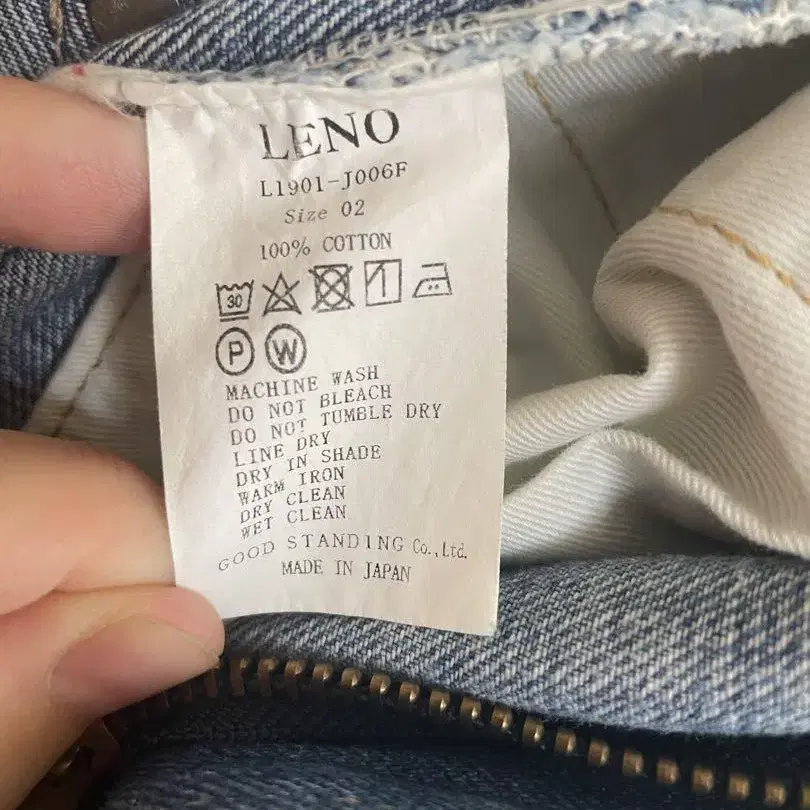 LENO
L1901-J006F
Size 02
100% COTTON
30
P W
MACHINE WASH
DO NOT BLEACH
DO NOT TUMBLE DRY
LINE DRY
DRY IN SHADE
WARM IRON
DRY CLEAN
WET CLEAN
GOOD STANDING Co.,Ltd.
MADE IN JAPAN